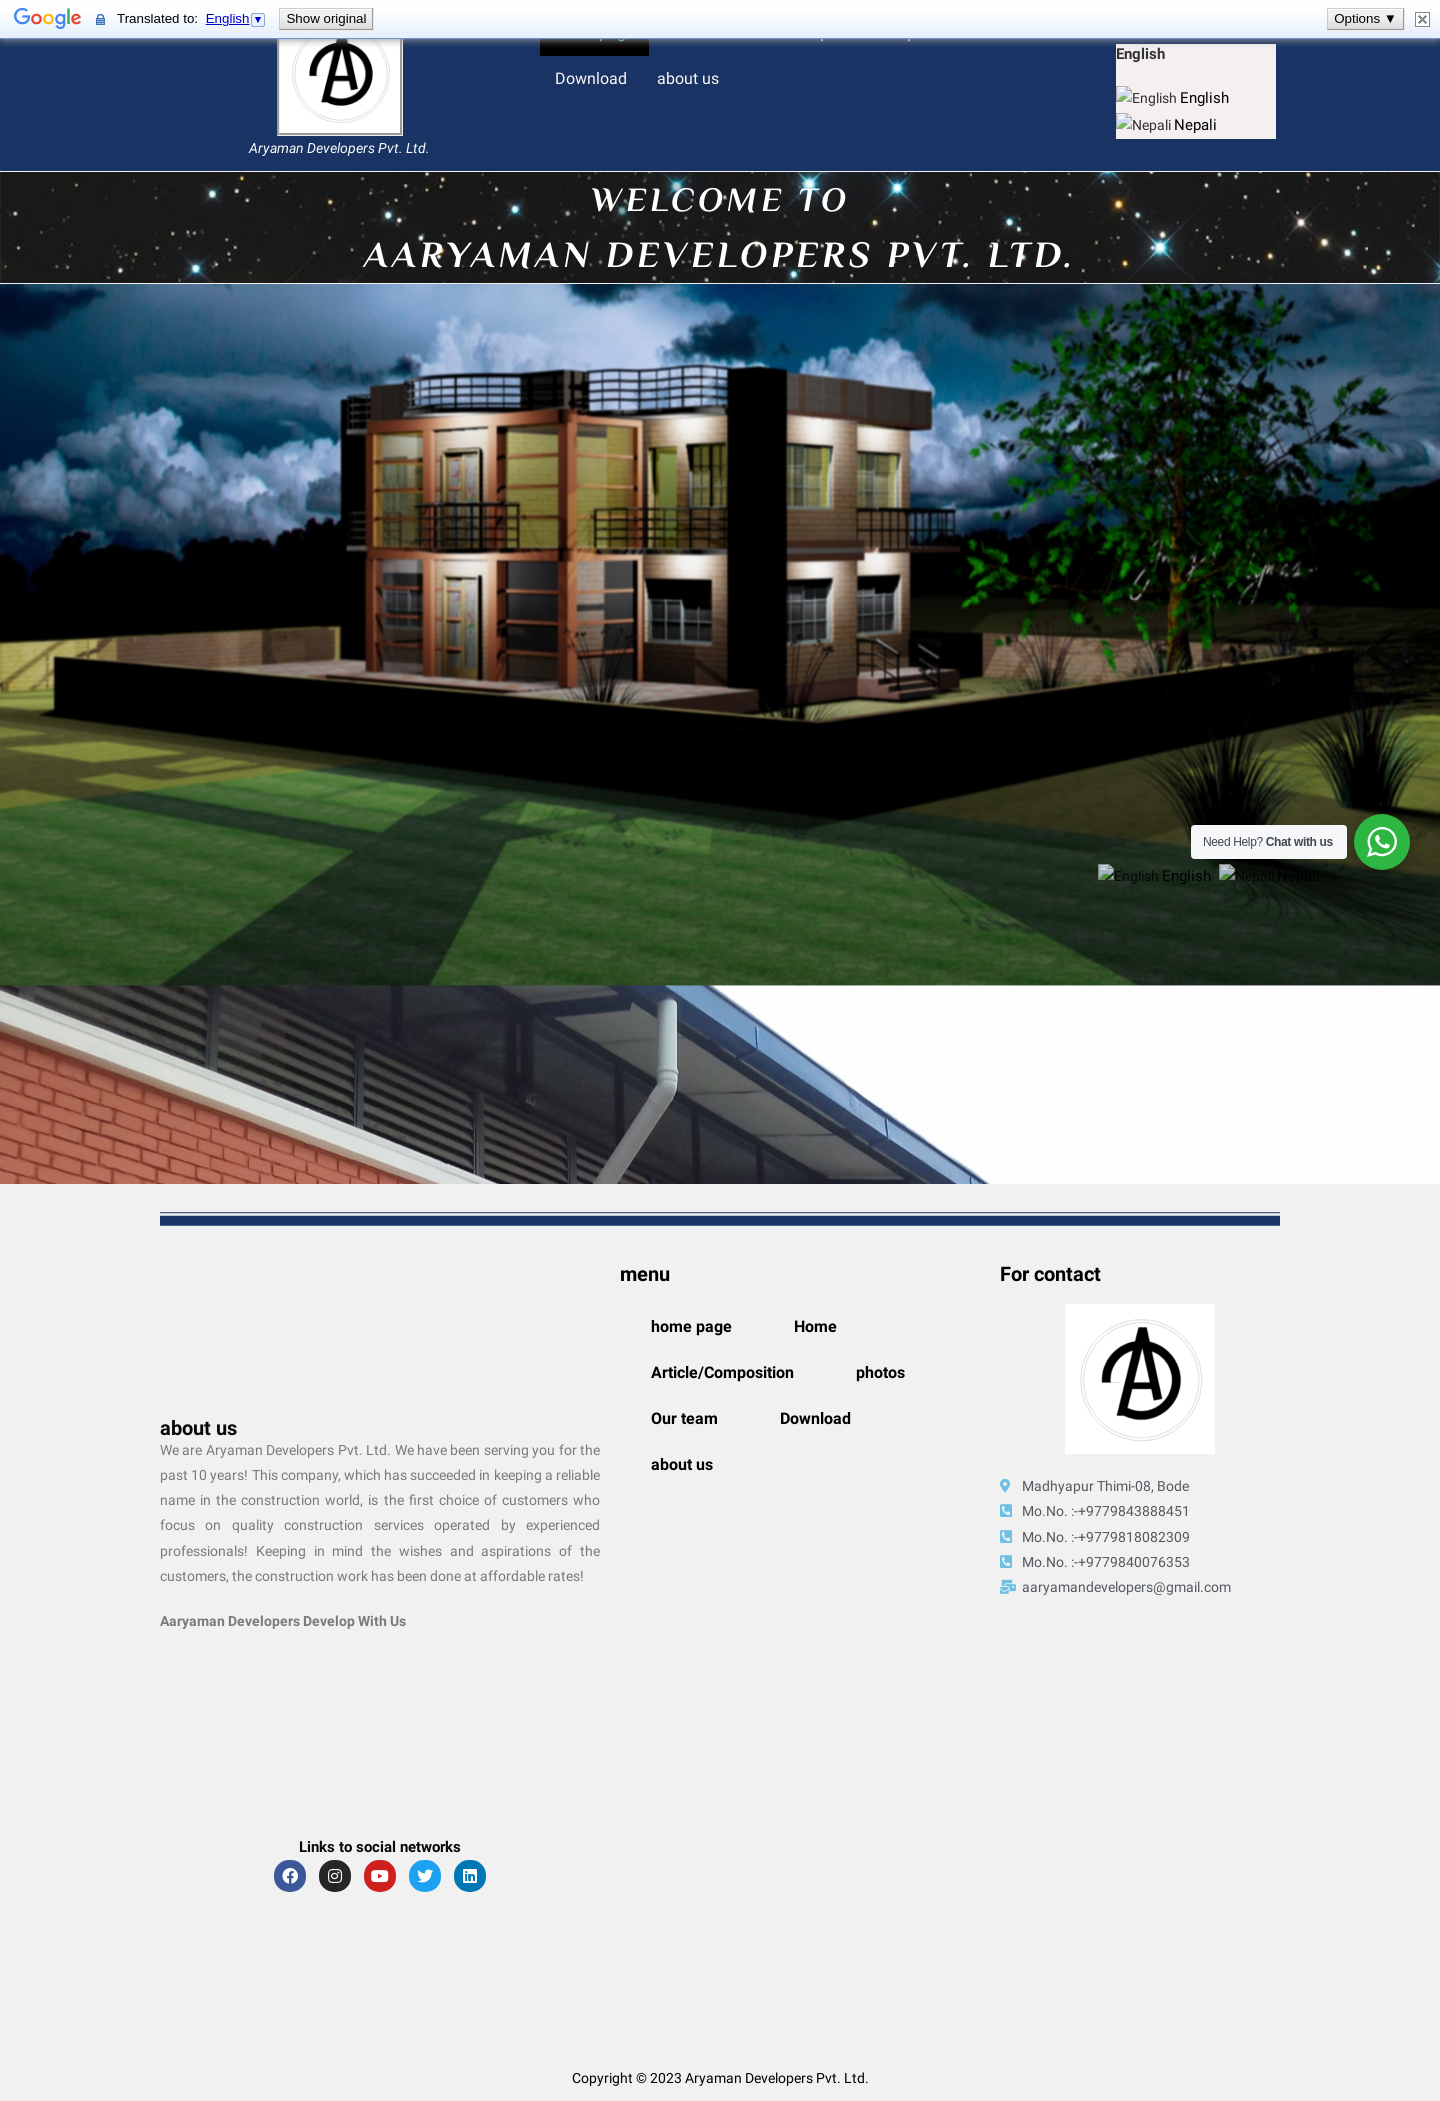 Google Translated to: English Show original Options ▼
English
Download about us
English English
Nepali Nepali
Aryaman Developers Pvt. Ltd.
WELCOME TO
AARYAMAN DEVELOPERS PVT. LTD.
Need Help? Chat with us
English English Nepali Nepali
menu
For contact
home page Home
Article/Composition photos
Our team Download
about us
about us
We are Aryaman Developers Pvt. Ltd. We have been serving you for the
past 10 years! This company, which has succeeded in keeping a reliable
name in the construction world, is the first choice of customers who
focus on quality construction services operated by experienced
professionals! Keeping in mind the wishes and aspirations of the
customers, the construction work has been done at affordable rates!
Aaryaman Developers Develop With Us
Madhyapur Thimi-08, Bode
Mo.No. :-+9779843888451
Mo.No. :-+9779818082309
Mo.No. :-+9779840076353
aaryamandevelopers@gmail.com
Links to social networks
Copyright © 2023 Aryaman Developers Pvt. Ltd.